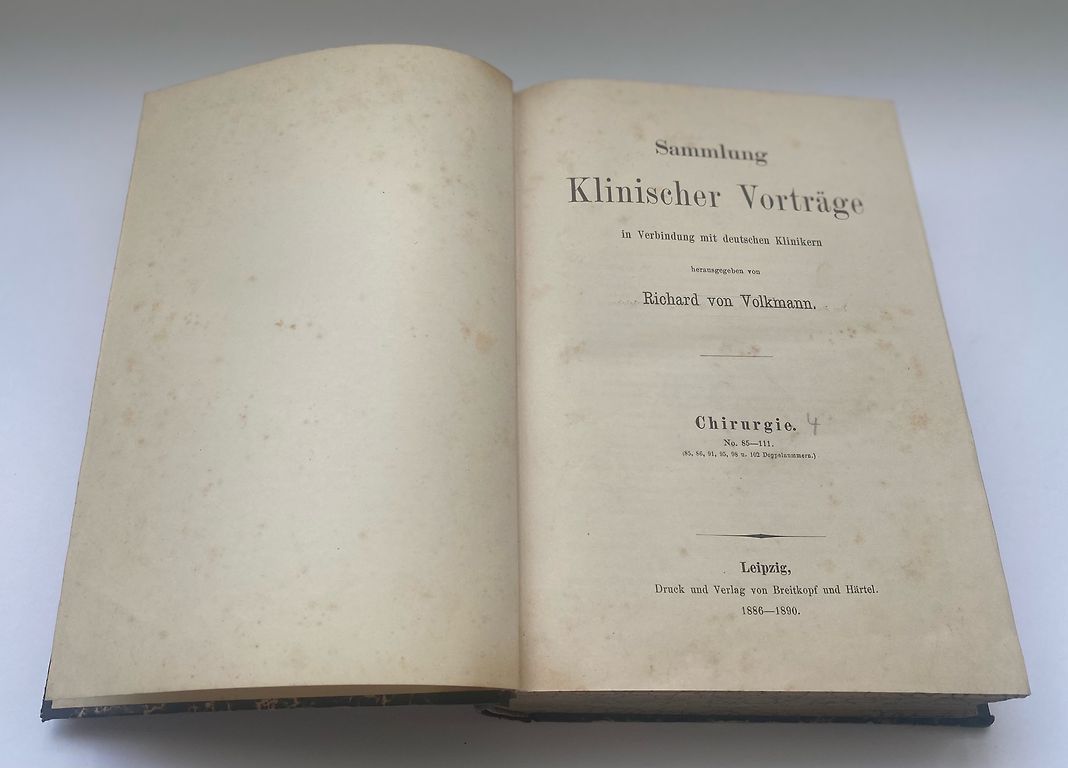 Sammlung
Klinischer Vorträge
in Verbindung mit deutschen Klinikern
herausgegeben von
Richard von Volkmann.
Chirurgie. 4
No. 85—111.
(85, 86, 91, 95, 98 u. 102 Doppelnummern.)
Leipzig,
Druck und Verlag von Breitkopf und Härtel.
1886—1890.